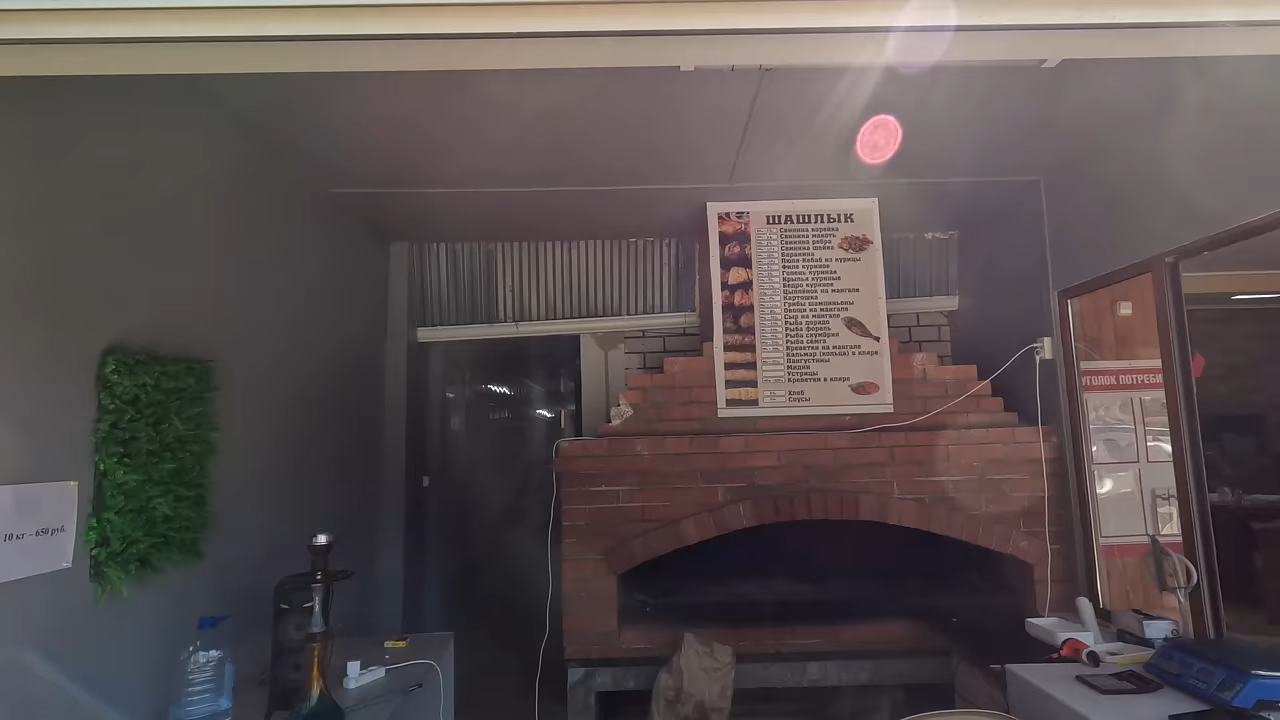 ШАШЛЫК
Свинина корейка
Свинина мякоть
Свинина ребра
Свинина шейка
Баранина
Люля-Кебаб из курицы
Филе куриное
Голень куриная
Крылья куриные
Бедро куриное
Цыплёнок на мангале
Картошка
Грибы шампиньоны
Овощи на мангале
Сыр на мангале
Рыба дорадо
Рыба форель
Рыба скумбрия
Рыба сёмга
Креветки на мангале
Кальмар (кольца) в кляре
Лангустины
Мидии
Устрицы
Креветки в кляре
Хлеб
Соусы
УГОЛОК ПОТРЕБИ
10 кг – 650 руб.